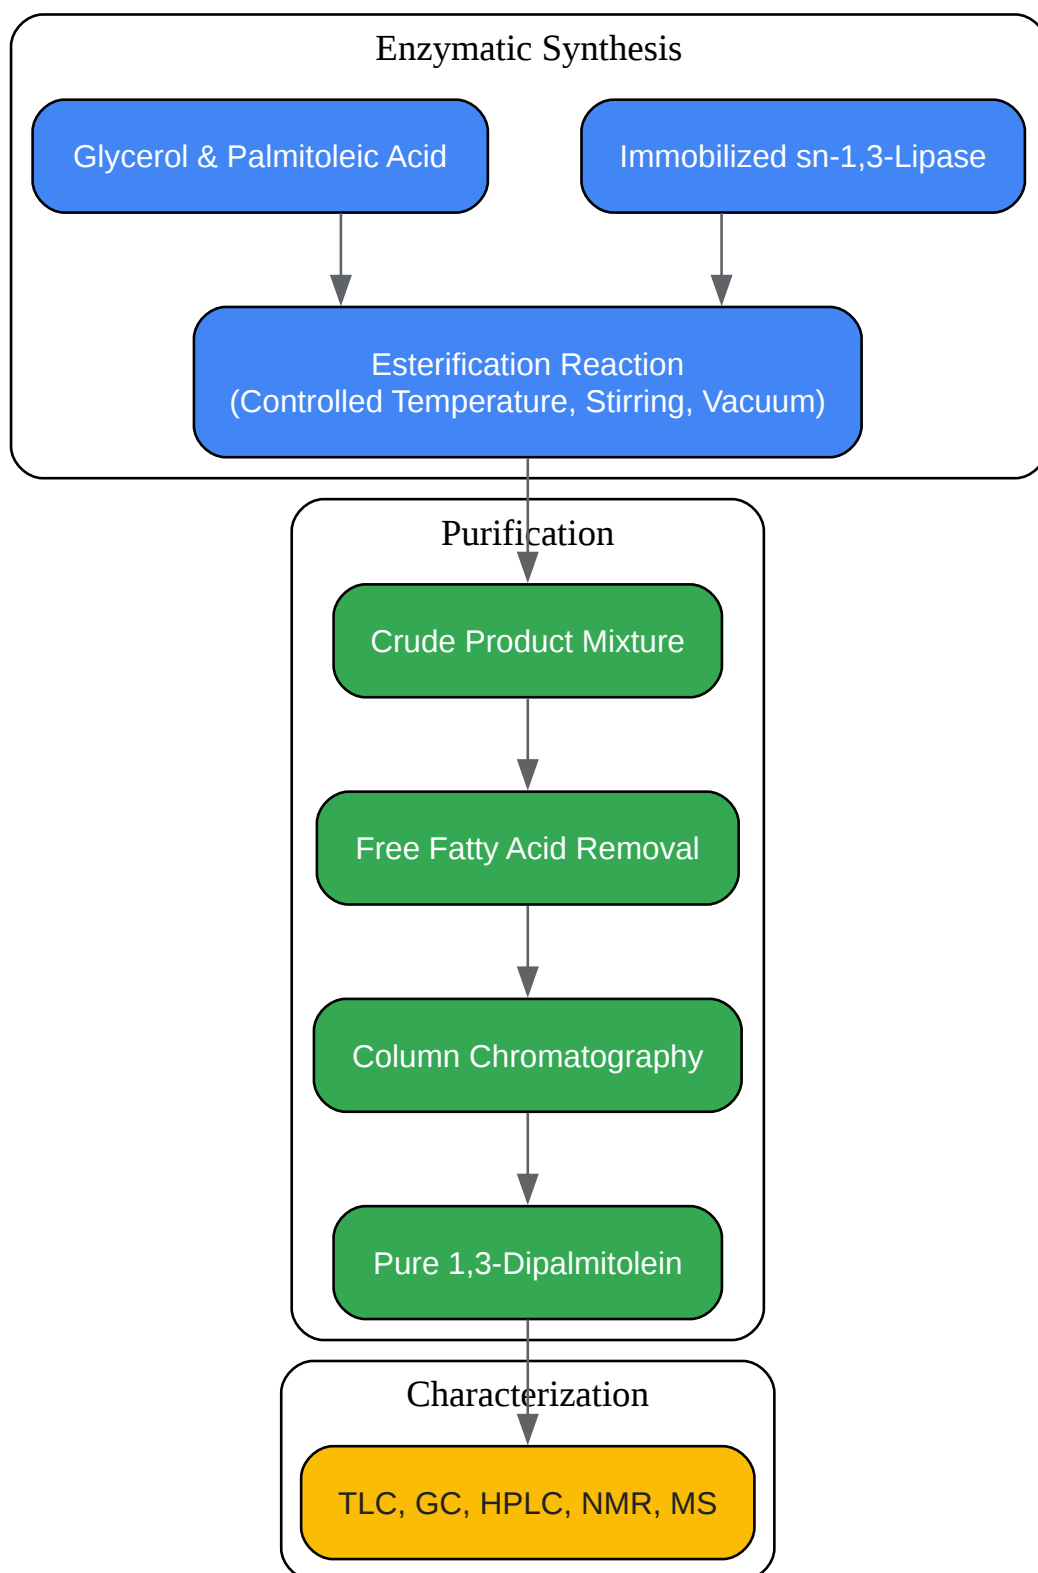 Enzymatic Synthesis
Glycerol & Palmitoleic Acid
Immobilized sn-1,3-Lipase
Esterification Reaction
(Controlled Temperature, Stirring, Vacuum)
Purification
Crude Product Mixture
Free Fatty Acid Removal
Column Chromatography
Pure 1,3-Dipalmitolein
Characterization
TLC, GC, HPLC, NMR, MS